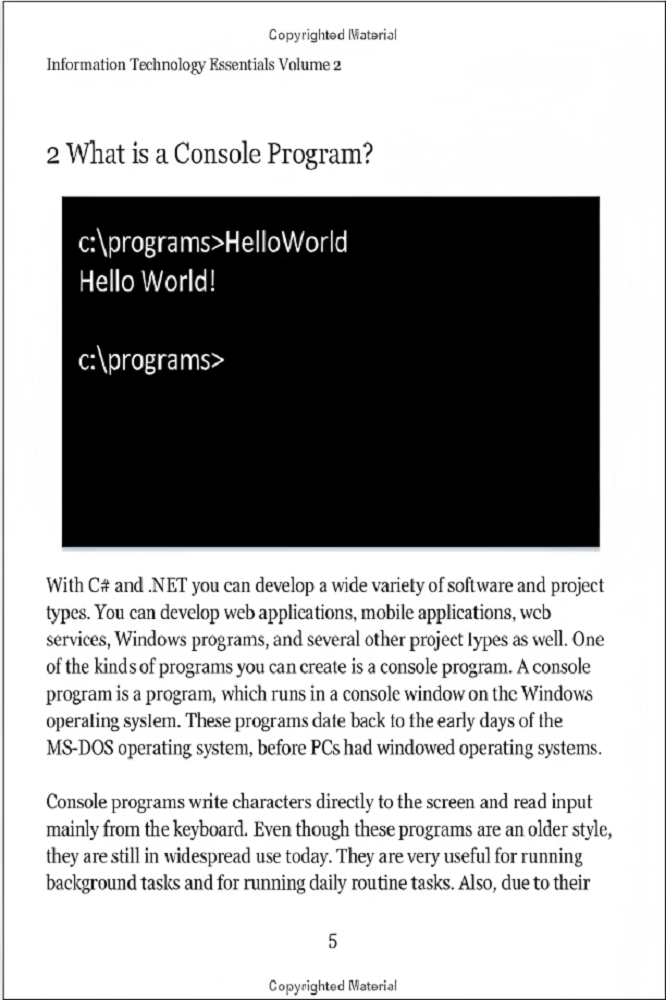 Copyrighted Material
Information Technology Essentials Volume 2
2 What is a Console Program?
c:\programs>HelloWorld
Hello World!
c:\programs>
With C# and .NET you can develop a wide variety of software and project
types. You can develop web applications, mobile applications, web
services, Windows programs, and several other project types as well. One
of the kinds of programs you can create is a console program. A console
program is a program, which runs in a console window on the Windows
operating system. These programs date back to the early days of the
MS-DOS operating system, before PCs had windowed operating systems.
Console programs write characters directly to the screen and read input
mainly from the keyboard. Even though these programs are an older style,
they are still in widespread use today. They are very useful for running
background tasks and for running daily routine tasks. Also, due to their
5
Copyrighted Material